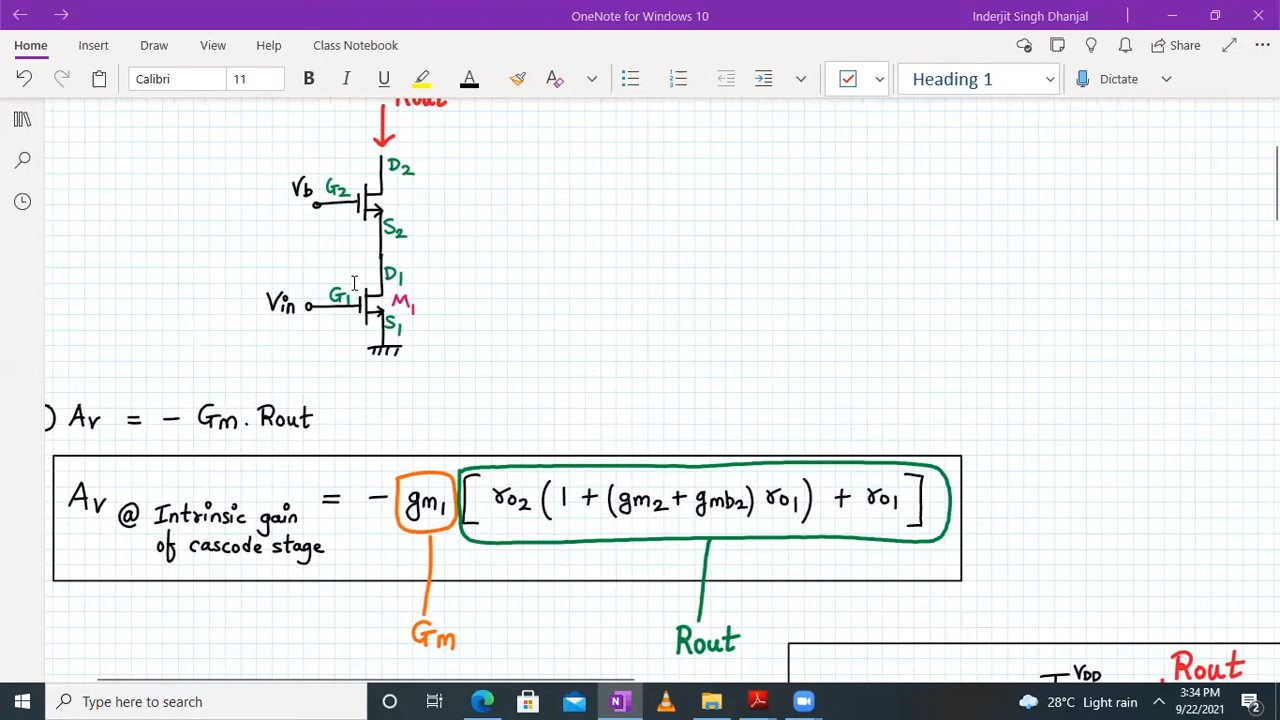 OneNote for Windows 10
Inderjit Singh Dhanjal
Home Insert Draw View Help Class Notebook
Share
Calibri 11 B I U A
Heading 1
Dictate
Rout
D2
Vb G2
S2
D1
G1
Vin M1
S1
) Av = - Gm . Rout
Av @ Intrinsic gain of cascode stage = - gm1 [ ro2 ( 1 + (gm2 + gmb2) ro1 ) + ro1 ]
Gm
Rout
VDD
Rout
Type here to search
28°C Light rain
3:34 PM
9/22/2021
2